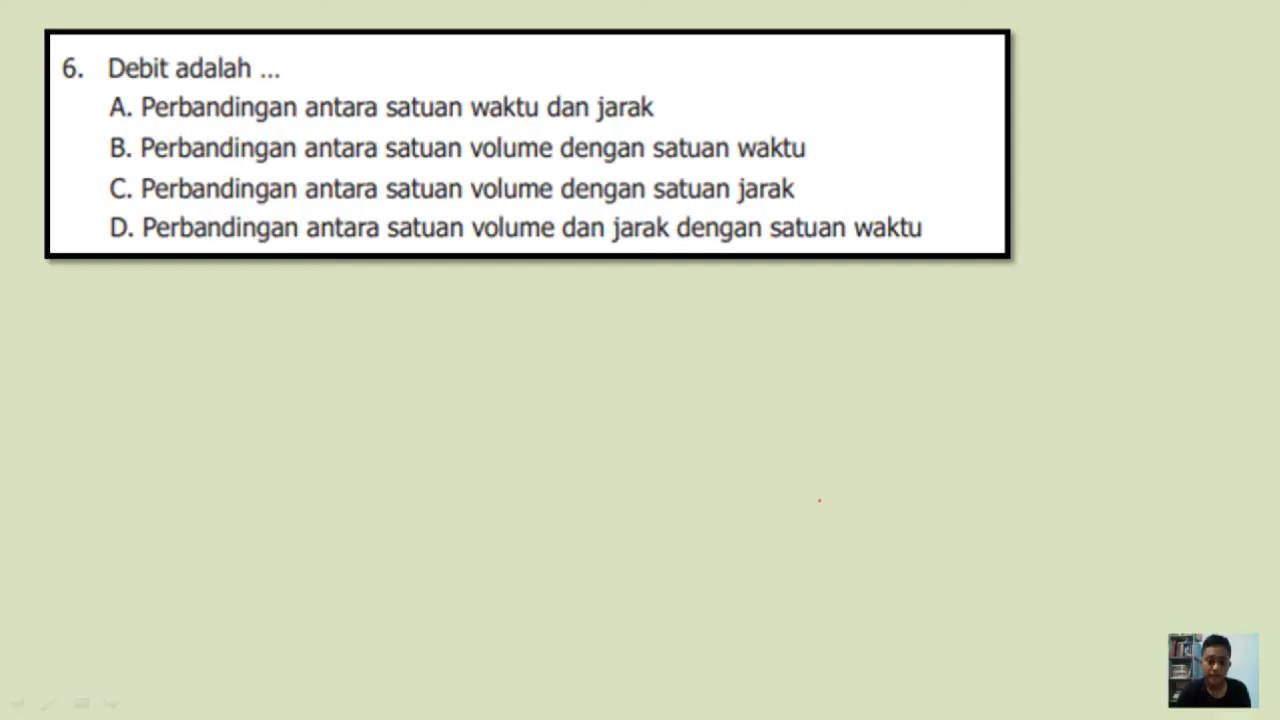 6. Debit adalah ...
A. Perbandingan antara satuan waktu dan jarak
B. Perbandingan antara satuan volume dengan satuan waktu
C. Perbandingan antara satuan volume dengan satuan jarak
D. Perbandingan antara satuan volume dan jarak dengan satuan waktu